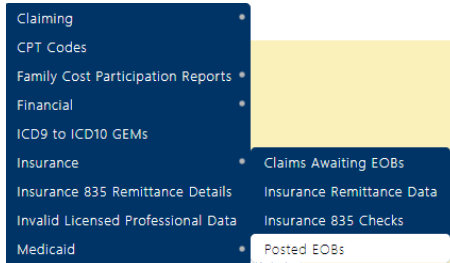 Claiming
CPT Codes
Family Cost Participation Reports
Financial
ICD9 to ICD10 GEMs
Insurance
Insurance 835 Remittance Details
Invalid Licensed Professional Data
Medicaid
Claims Awaiting EOBs
Insurance Remittance Data
Insurance 835 Checks
Posted EOBs